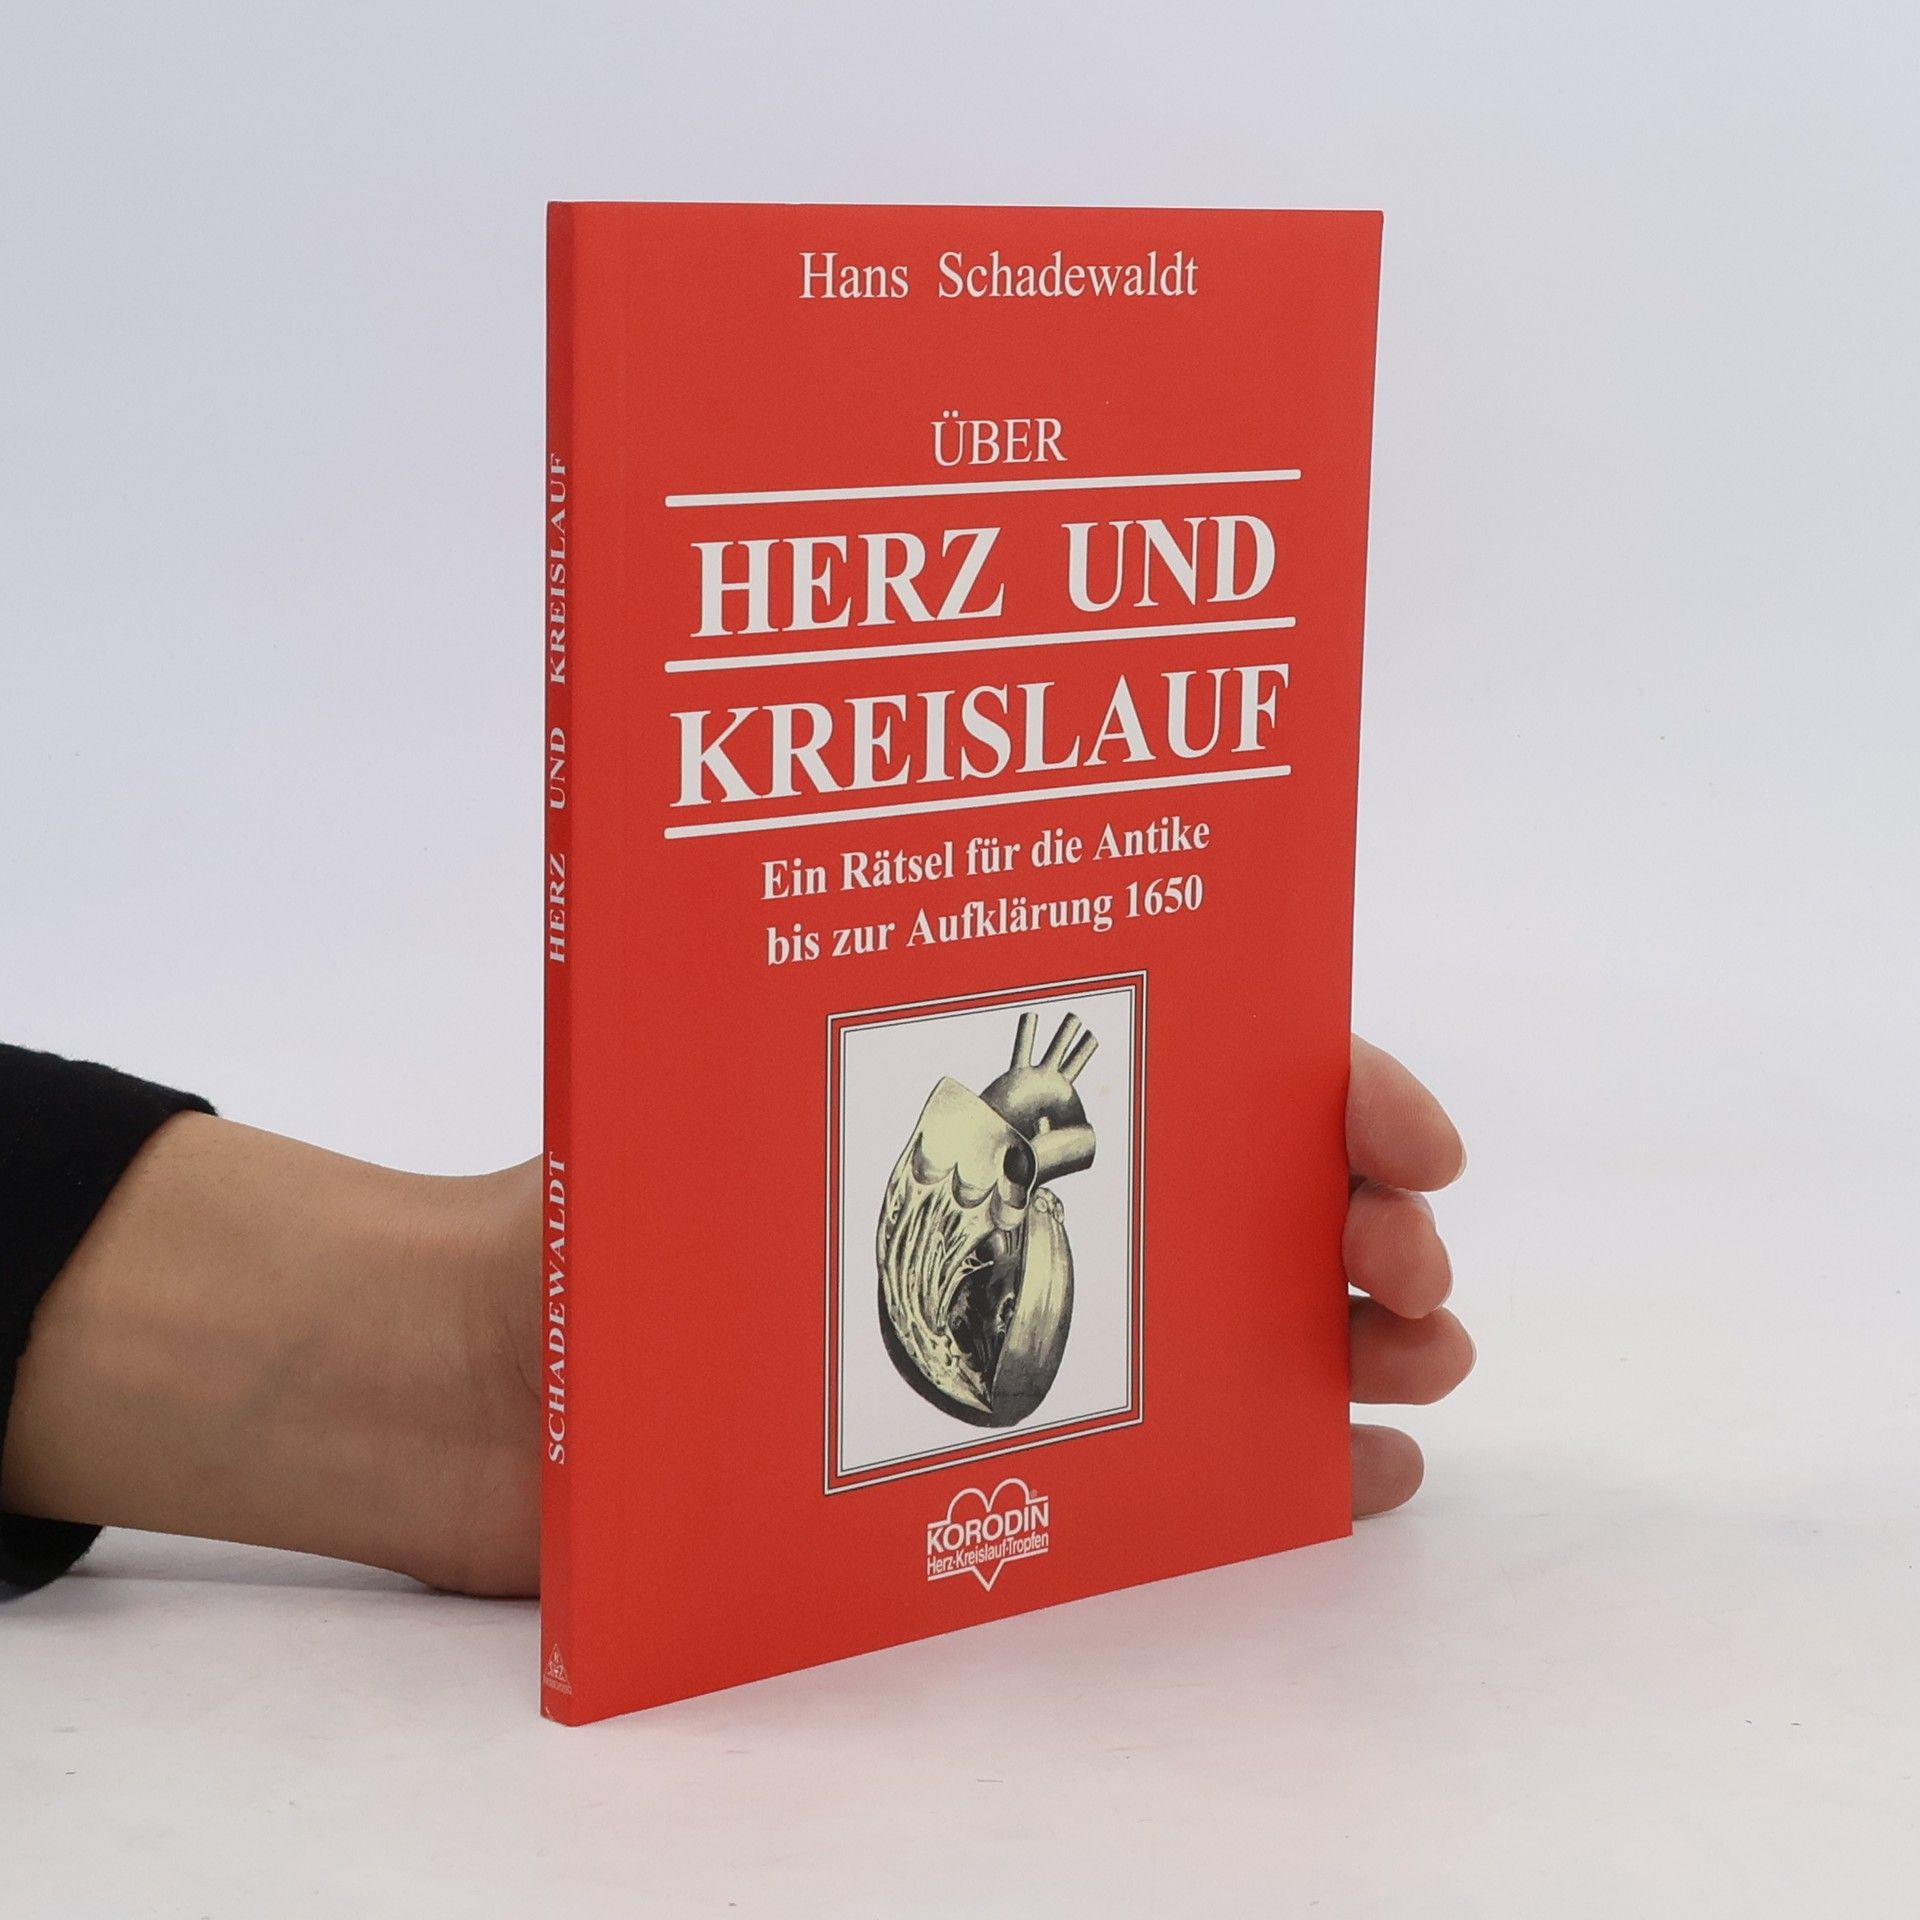 Hans Schadewaldt
ÜBER
HERZ UND
KREISLAUF
Ein Rätsel für die Antike
bis zur Aufklärung 1650
KORODIN®
Herz-Kreislauf-Tropfen
SCHADEWALDT HERZ UND KREISLAUF